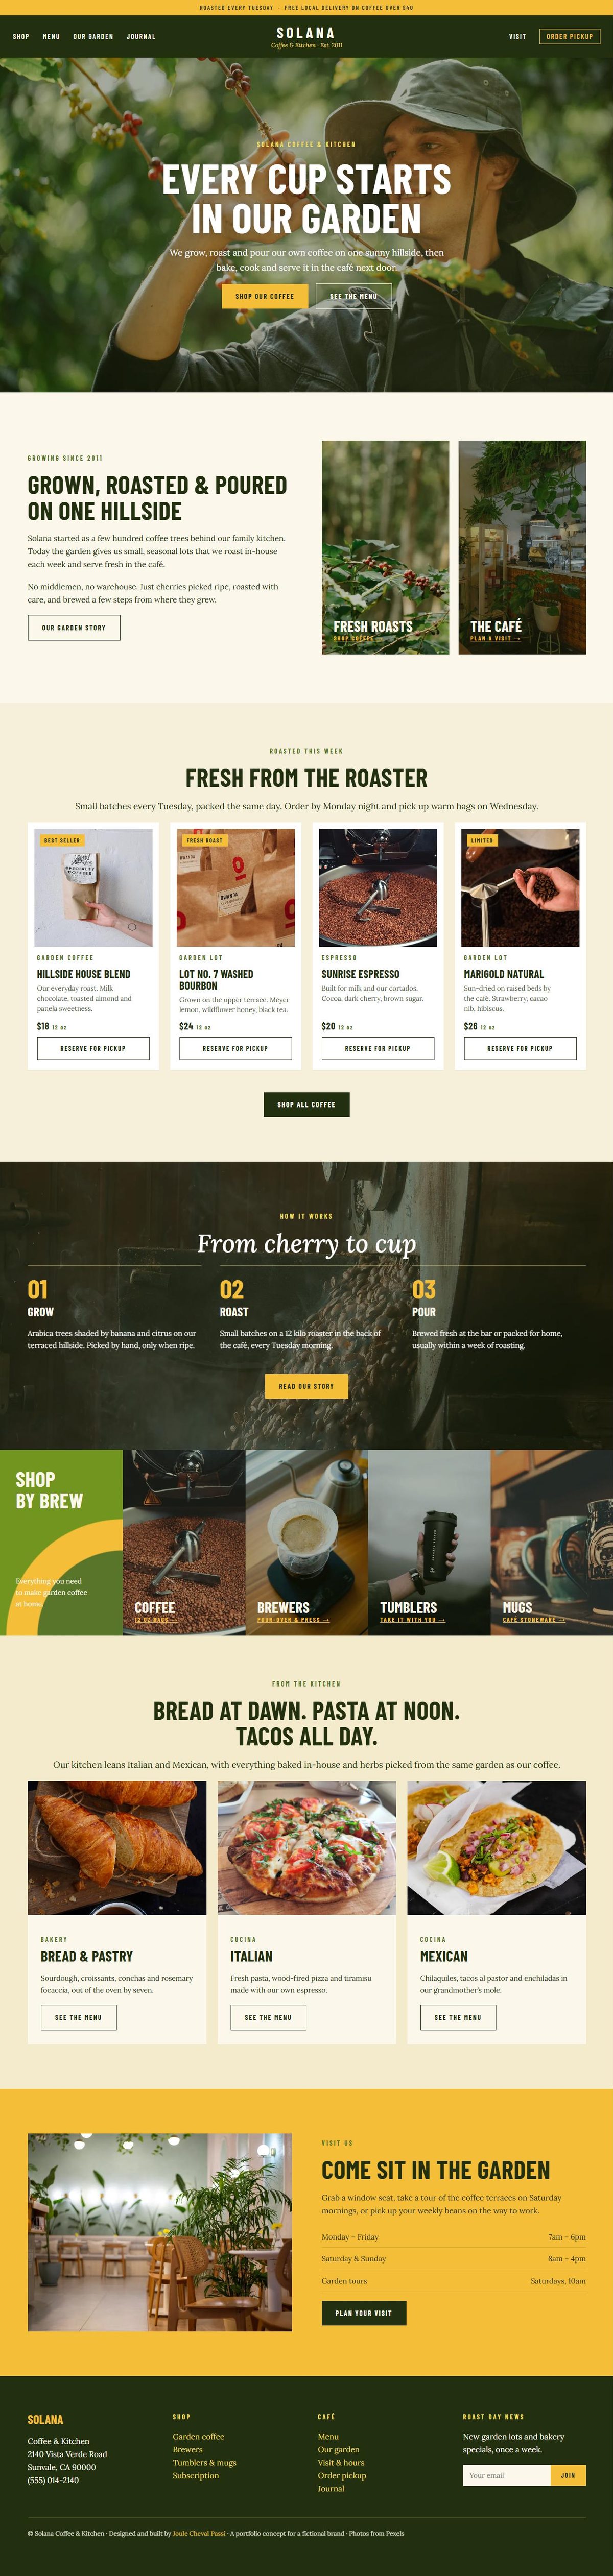 ROASTED EVERY TUESDAY · FREE LOCAL DELIVERY ON COFFEE OVER $40
SHOP MENU OUR GARDEN JOURNAL
SOLANA
Coffee & Kitchen · Est. 2011
VISIT ORDER PICKUP
SOLANA COFFEE & KITCHEN
EVERY CUP STARTS
IN OUR GARDEN
We grow, roast and pour our own coffee on one sunny hillside, then
bake, cook and serve it in the café next door.
SHOP OUR COFFEE SEE THE MENU
GROWING SINCE 2011
GROWN, ROASTED & POURED
ON ONE HILLSIDE
Solana started as a few hundred coffee trees behind our family kitchen.
Today the garden gives us small, seasonal lots that we roast in-house
each week and serve fresh in the café.
No middlemen, no warehouse. Just cherries picked ripe, roasted with
care, and brewed a few steps from where they grew.
OUR GARDEN STORY
FRESH ROASTS
SHOP COFFEE
THE CAFÉ
PLAN A VISIT →
ROASTED THIS WEEK
FRESH FROM THE ROASTER
Small batches every Tuesday, packed the same day. Order by Monday night and pick up warm bags on Wednesday.
BEST SELLER
SPECIALTY
COFFEE
GARDEN COFFEE
HILLSIDE HOUSE BLEND
Our everyday roast. Milk
chocolate, toasted almond and
panela sweetness.
$18 12 oz
RESERVE FOR PICKUP
FRESH ROAST
RWANDA
GARDEN LOT
LOT NO. 7 WASHED
BOURBON
Grown on the upper terrace. Meyer
lemon, wildflower honey, black tea.
$24 12 oz
RESERVE FOR PICKUP
ESPRESSO
SUNRISE ESPRESSO
Built for milk and our cortados.
Cocoa, dark cherry, brown sugar.
$20 12 oz
RESERVE FOR PICKUP
LIMITED
GARDEN LOT
MARIGOLD NATURAL
Sun-dried on raised beds by
the café. Strawberry, cacao
nib, hibiscus.
$26 12 oz
RESERVE FOR PICKUP
SHOP ALL COFFEE
HOW IT WORKS
From cherry to cup
01
GROW
Arabica trees shaded by banana and citrus on our
terraced hillside. Picked by hand, only when ripe.
02
ROAST
Small batches on a 12 kilo roaster in the back of
the café, every Tuesday morning.
03
POUR
Brewed fresh at the bar or packed for home,
usually within a week of roasting.
READ OUR STORY
SHOP
BY BREW
Everything you need
to make garden coffee
at home.
COFFEE
12 OZ BAGS →
BREWERS
POUR-OVER & PRESS →
TUMBLERS
TAKE IT WITH YOU →
MUGS
CAFÉ STONEWARE →
FROM THE KITCHEN
BREAD AT DAWN. PASTA AT NOON.
TACOS ALL DAY.
Our kitchen leans Italian and Mexican, with everything baked in-house and herbs picked from the same garden as our coffee.
BAKERY
BREAD & PASTRY
Sourdough, croissants, conchas and rosemary
focaccia, out of the oven by seven.
SEE THE MENU
CUCINA
ITALIAN
Fresh pasta, wood-fired pizza and tiramisu
made with our own espresso.
SEE THE MENU
COCINA
MEXICAN
Chilaquiles, tacos al pastor and enchiladas in
our grandmother's mole.
SEE THE MENU
VISIT US
COME SIT IN THE GARDEN
Grab a window seat, take a tour of the coffee terraces on Saturday
mornings, or pick up your weekly beans on the way to work.
Monday – Friday 7am – 6pm
Saturday & Sunday 8am – 4pm
Garden tours Saturdays, 10am
PLAN YOUR VISIT
SOLANA
Coffee & Kitchen
2140 Vista Verde Road
Sunvale, CA 90000
(555) 014-2140
SHOP
Garden coffee
Brewers
Tumblers & mugs
Subscription
CAFÉ
Menu
Our garden
Visit & hours
Order pickup
Journal
ROAST DAY NEWS
New garden lots and bakery
specials, once a week.
Your email JOIN
© Solana Coffee & Kitchen · Designed and built by Joule Cheval Passi · A portfolio concept for a fictional brand · Photos from Pexels